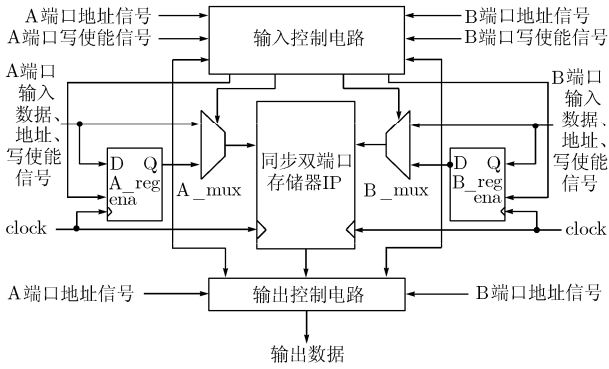 A端口地址信号
A端口写使能信号
输入控制电路
B端口地址信号
B端口写使能信号
A端口
输入
数据、
地址、
写使能
信号
B端口
输入
数据、
地址、
写使能
信号
D Q
A_reg
ena
A_mux
同步双端口
存储器IP
B_mux
D Q
B_reg
ena
clock
clock
A端口地址信号
输出控制电路
B端口地址信号
输出数据